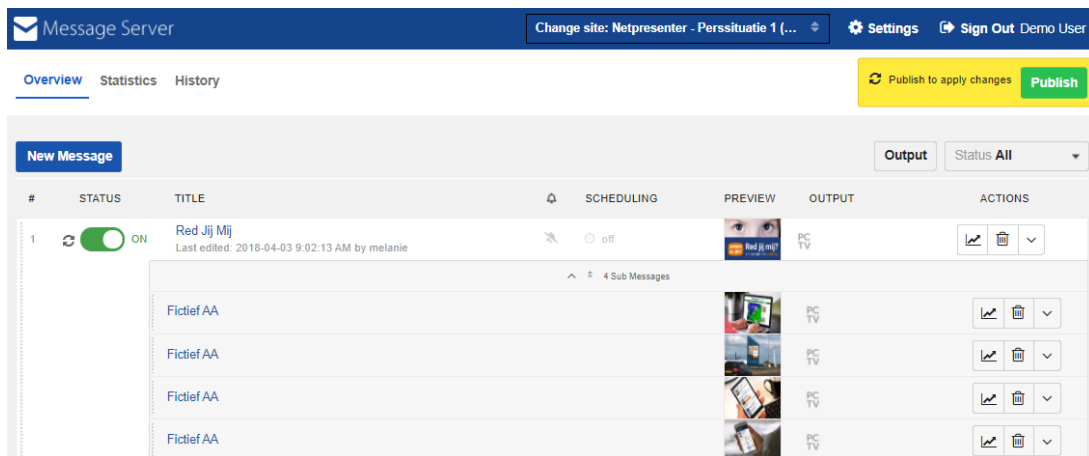 Message Server
Change site: Netpresenter - Perssituatie 1 (...
Settings
Sign Out Demo User
Overview
Statistics
History
Publish to apply changes
Publish
New Message
Output
Status All
# STATUS TITLE SCHEDULING PREVIEW OUTPUT ACTIONS
1 ON Red Jij Mij off Red jij mij? PC TV
Last edited: 2018-04-03 9:02:13 AM by melanie
4 Sub Messages
Fictief AA PC TV
Fictief AA PC TV
Fictief AA PC TV
Fictief AA PC TV